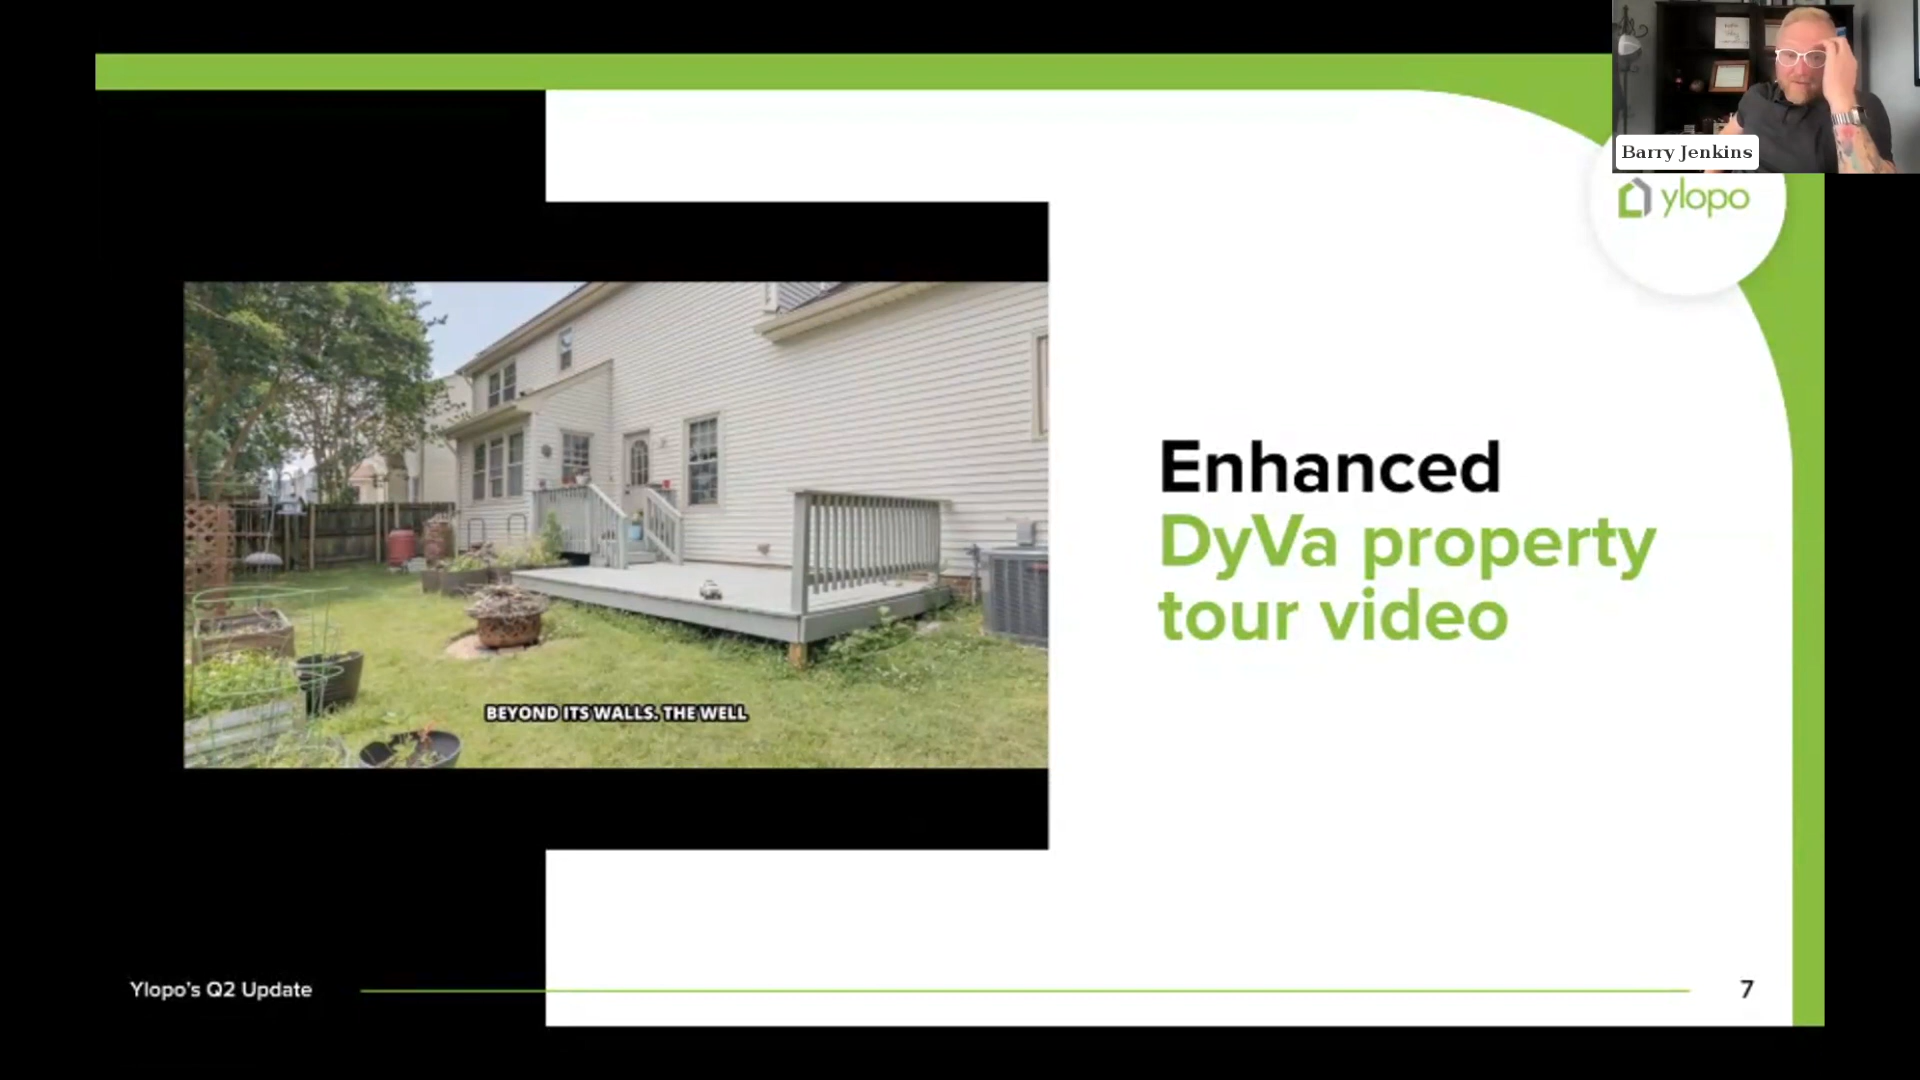 Barry Jenkins
ylopo
Enhanced
DyVa property
tour video
BEYOND ITS WALLS. THE WELL
Ylopo's Q2 Update
7